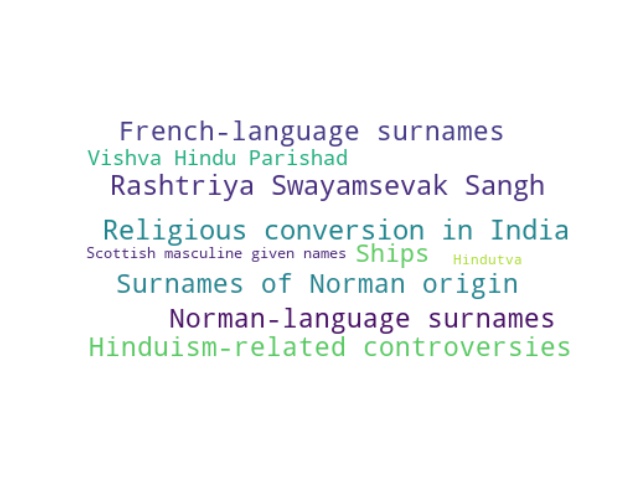 French-language surnames
Vishva Hindu Parishad
Rashtriya Swayamsevak Sangh
Religious conversion in India
Scottish masculine given names Ships Hindutva
Surnames of Norman origin
Norman-language surnames
Hinduism-related controversies